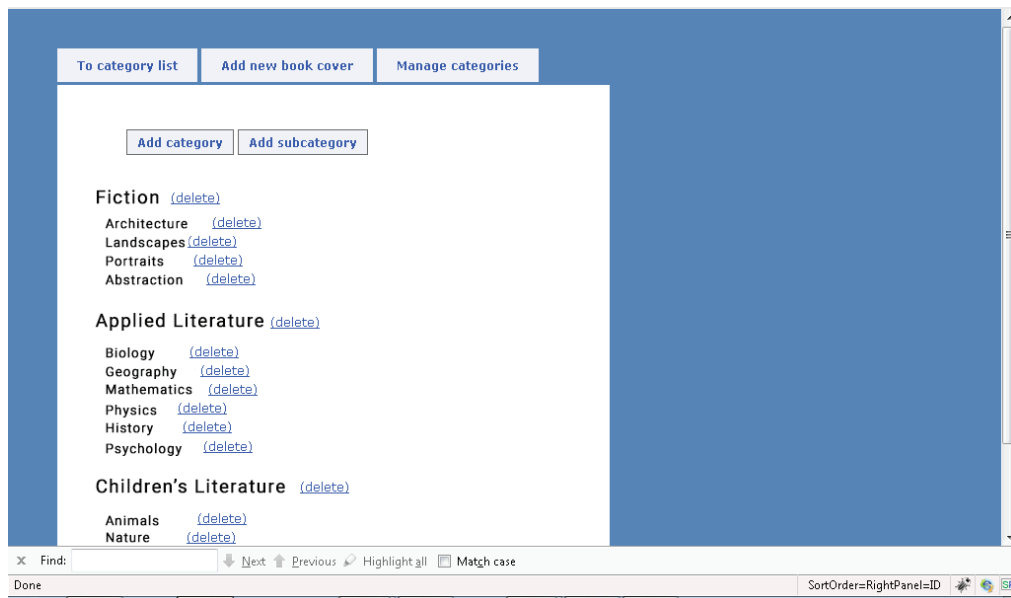 To category list Add new book cover Manage categories
Add category Add subcategory
Fiction (delete)
Architecture (delete)
Landscapes (delete)
Portraits (delete)
Abstraction (delete)
Applied Literature (delete)
Biology (delete)
Geography (delete)
Mathematics (delete)
Physics (delete)
History (delete)
Psychology (delete)
Children's Literature (delete)
Animals (delete)
Nature (delete)
x Find: Next Previous Highlight all Match case
Done SortOrder=RightPanel=ID